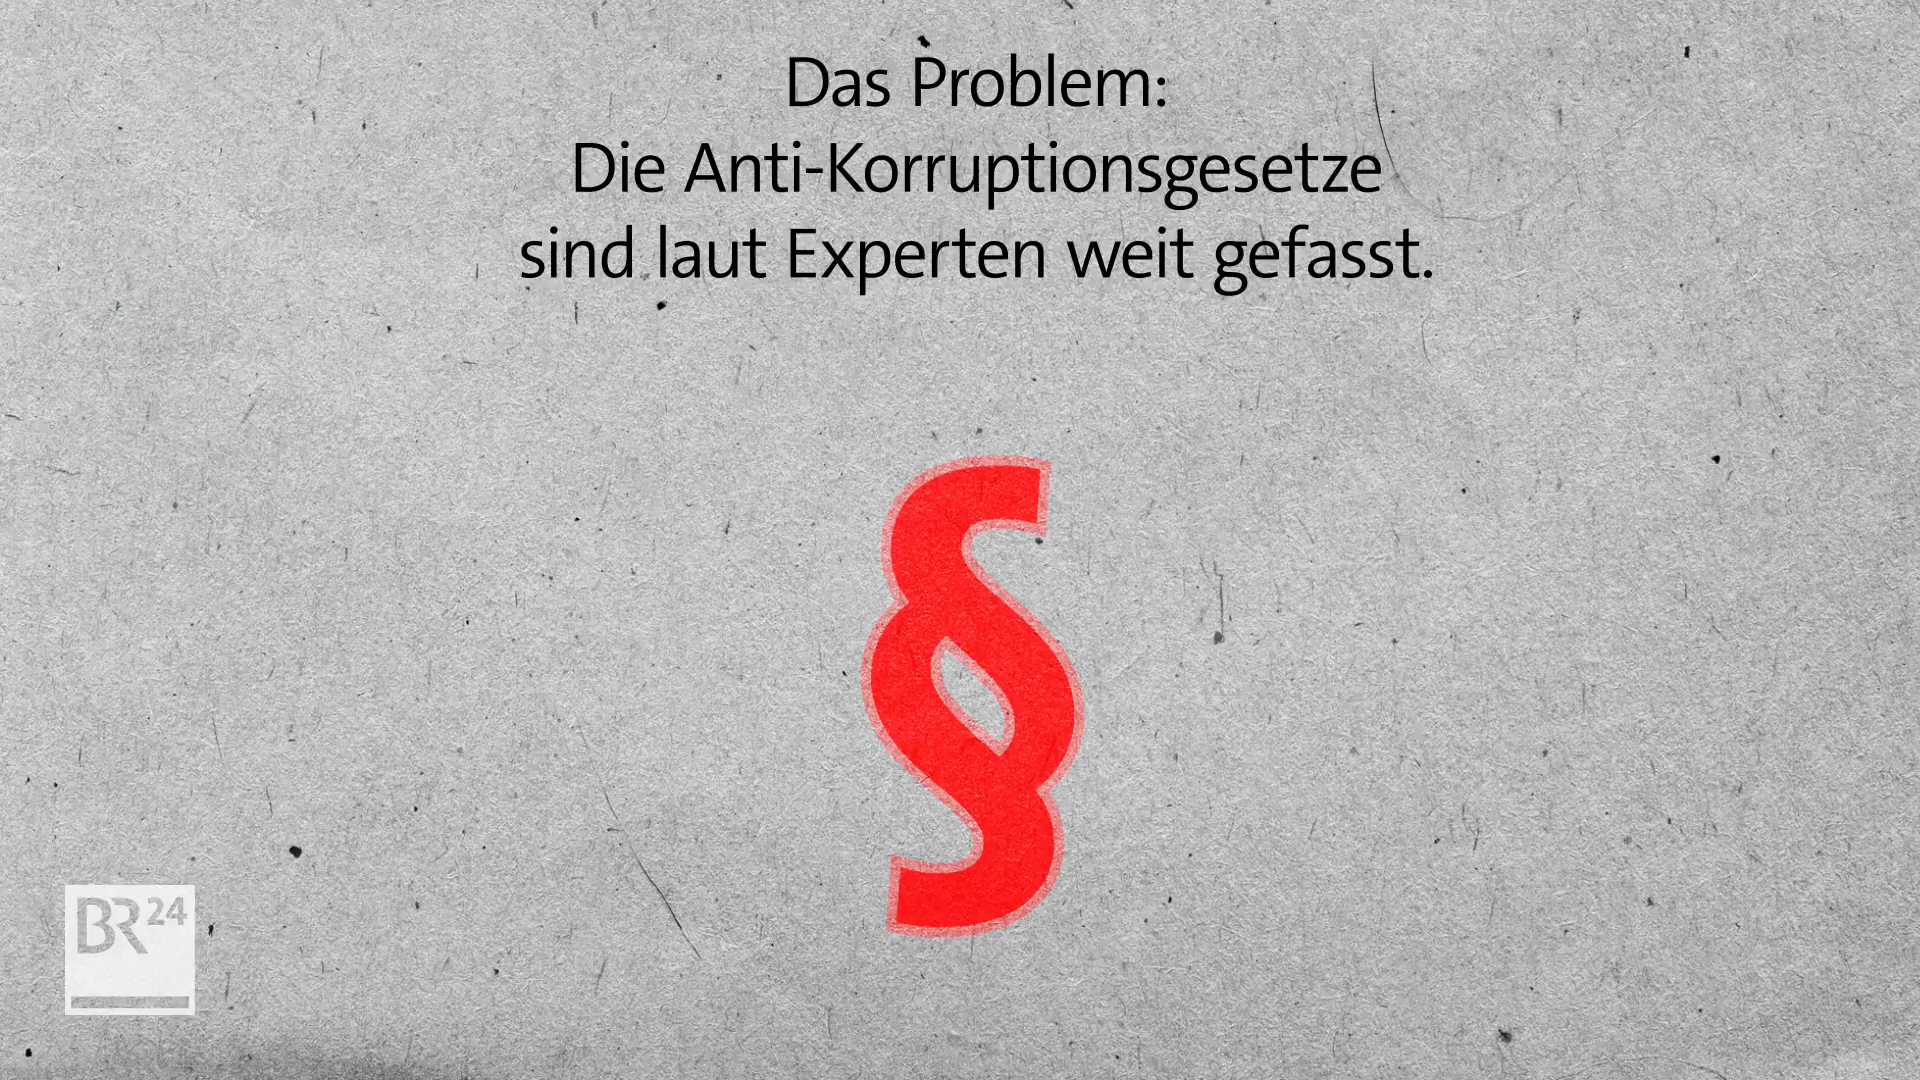 Das Problem:
Die Anti-Korruptionsgesetze
sind laut Experten weit gefasst.
§
BR24